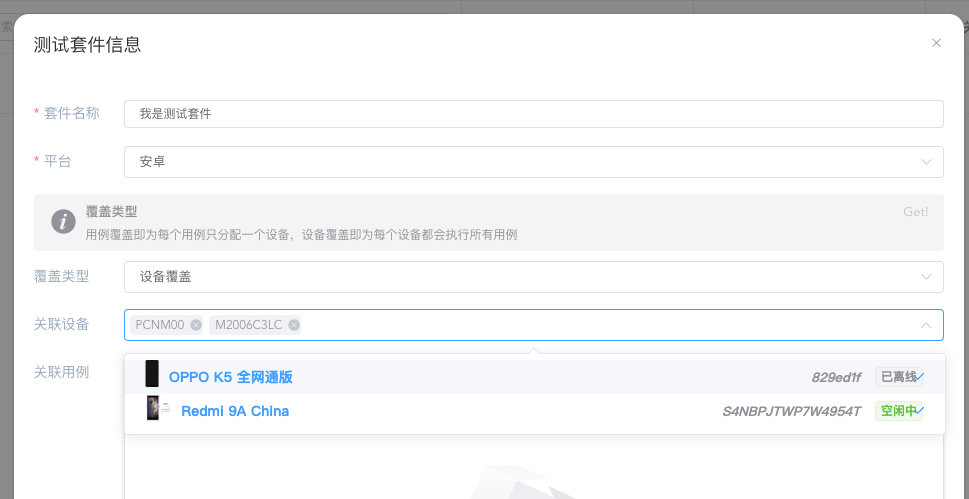 索
测试套件信息
* 套件名称
我是测试套件
* 平台
安卓
覆盖类型
Get!
用例覆盖即为每个用例只分配一个设备，设备覆盖即为每个设备都会执行所有用例
覆盖类型
设备覆盖
关联设备
PCNM00
M2006C3LC
关联用例
OPPO K5 全网通版
829ed1f
已离线
Redmi 9A China
S4NBPJTWP7W4954T
空闲中